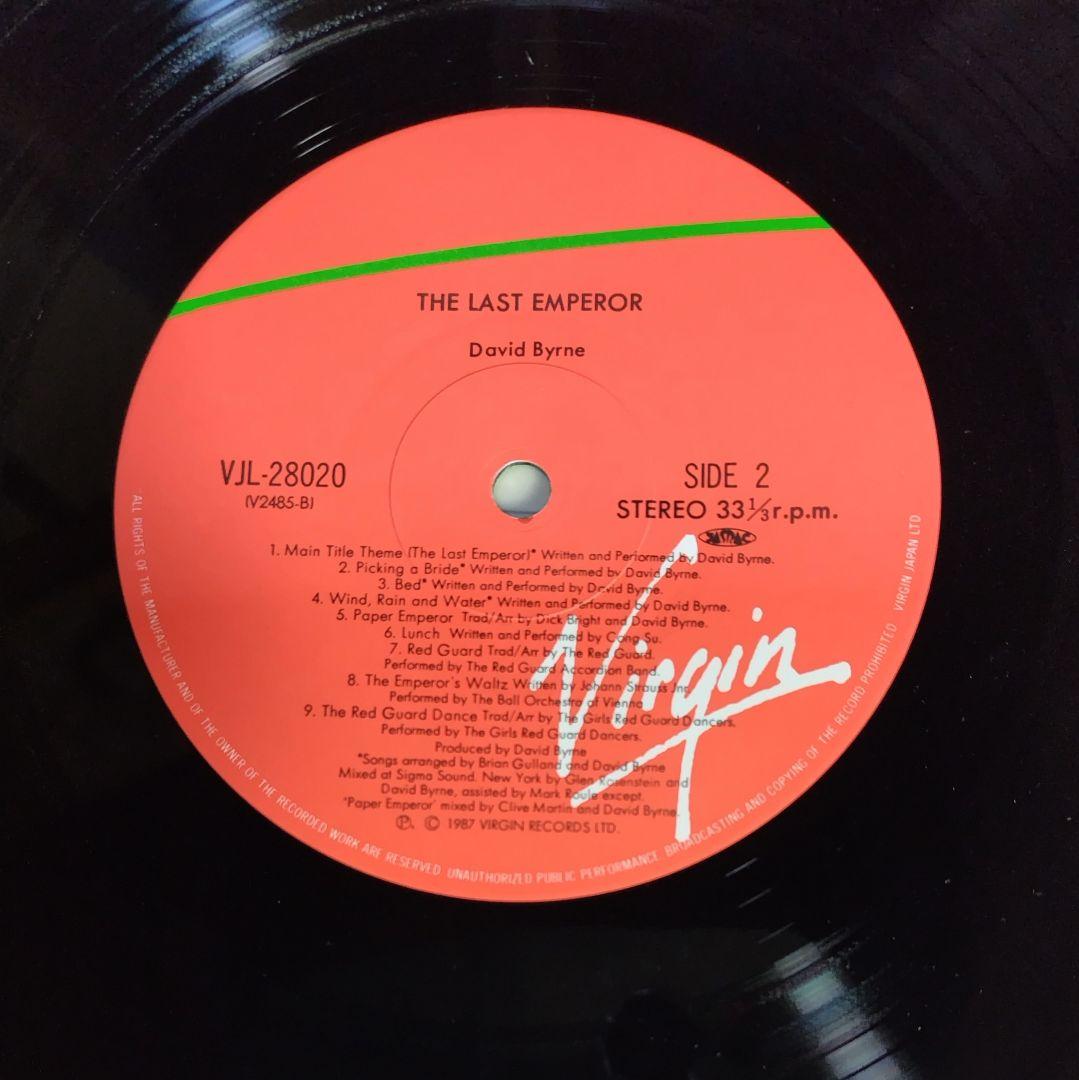 THE LAST EMPEROR
David Byrne
VJL-28020
(V2485-B)
SIDE 2
STEREO 33 1/3 r.p.m.
1. Main Title Theme (The Last Emperor)* Written and Performed by David Byrne.
2. Picking a Bride* Written and Performed by David Byrne.
3. Bed* Written and Performed by David Byrne.
4. Wind, Rain and Water* Written and Performed by David Byrne.
5. Paper Emperor Trad/Arr by Dick Bright and David Byrne.
6. Lunch Written and Performed by Cong Su.
7. Red Guard Trad/Arr by The Red Guard.
Performed by The Red Guard Accordion Band.
8. The Emperor's Waltz Written by Johann Strauss Jnr.
Performed by The Ball Orchestra of Vienna
9. The Red Guard Dance Trad/Arr by The Girls Red Guard Dancers.
Performed by The Girls Red Guard Dancers.
Produced by David Byrne
*Songs arranged by Brian Gulland and David Byrne
Mixed at Sigma Sound. New York by Glen Rosenstein and
David Byrne, assisted by Mark Roule except.
'Paper Emperor' mixed by Clive Martin and David Byrne.
℗. © 1987 VIRGIN RECORDS LTD.
Virgin
ALL RIGHTS OF THE MANUFACTURER AND OF THE OWNER OF THE RECORDED WORK ARE RESERVED UNAUTHORIZED PUBLIC PERFORMANCE BROADCASTING AND COPYING OF THE RECORD PROHIBITED VIRGIN JAPAN LTD